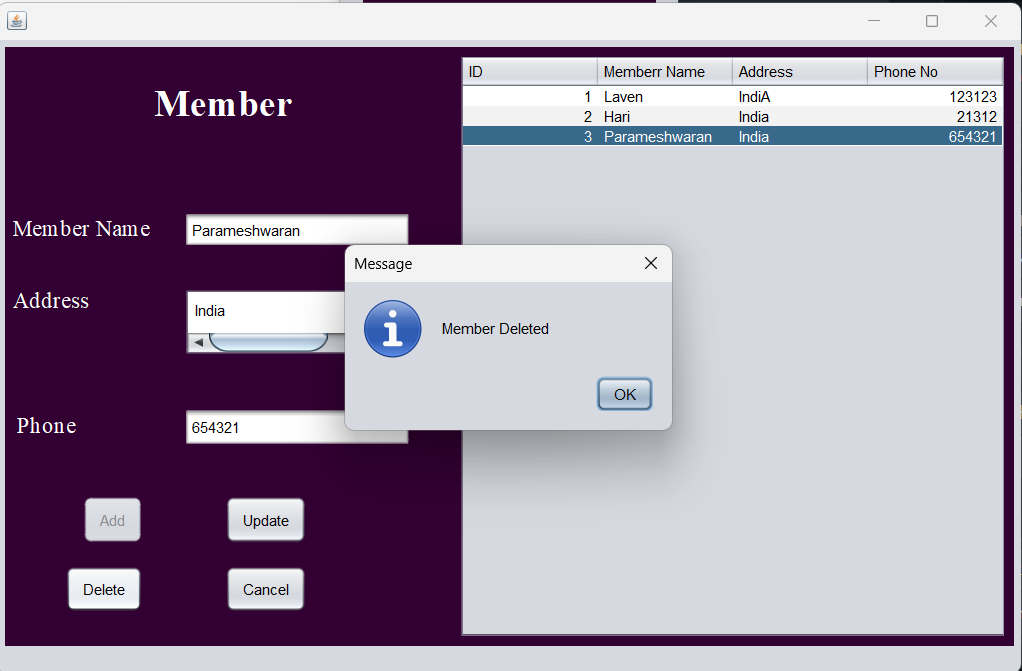 Member
Member Name
Parameshwaran
Address
India
Phone
654321
Add
Update
Delete
Cancel
ID Memberr Name Address Phone No
1 Laven IndiA 123123
2 Hari India 21312
3 Parameshwaran India 654321
Message
Member Deleted
OK